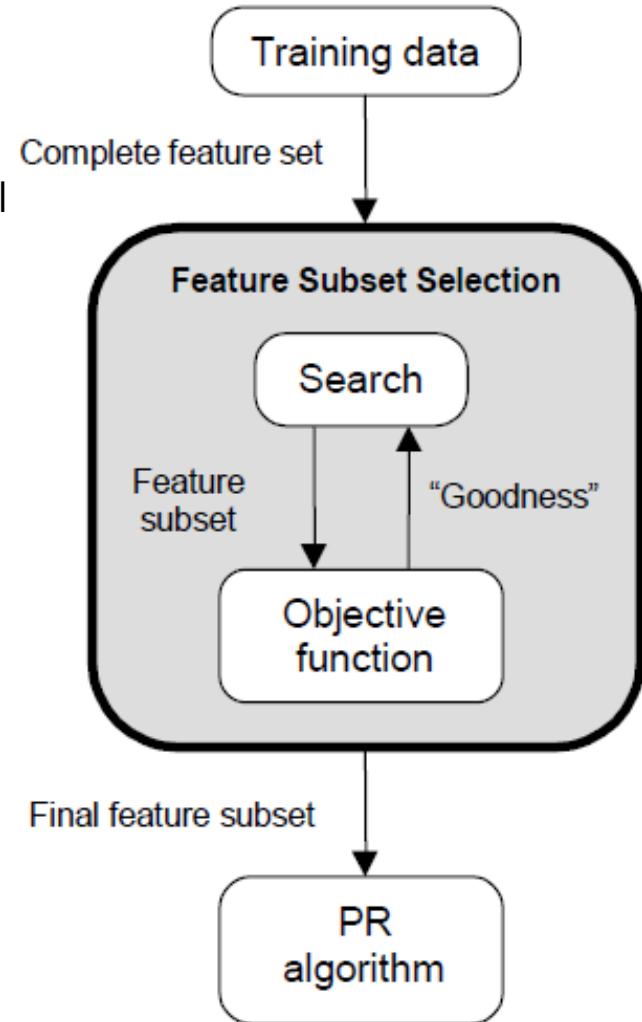 Training data
Complete feature set
l
Feature Subset Selection
Search
Feature
subset
“Goodness”
Objective
function
Final feature subset
PR
algorithm